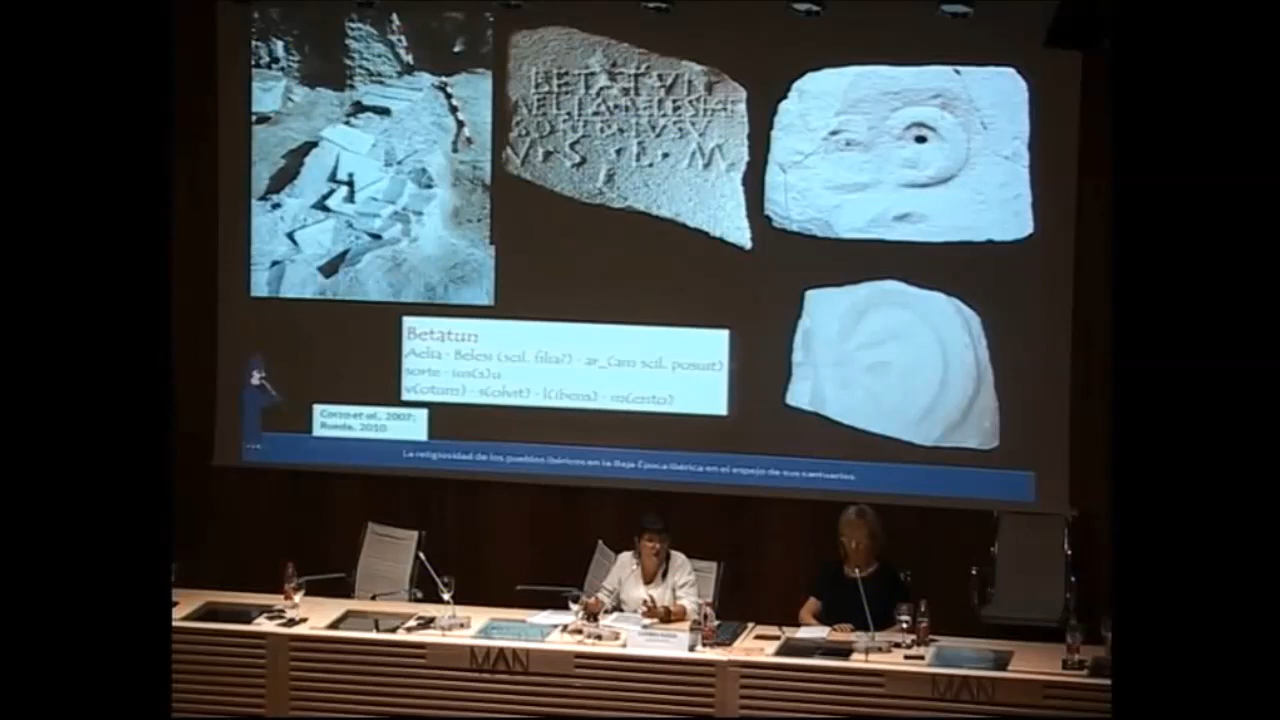 BETATVN
AELIA·BELESIAR
SORTE·IVSV
V·S·L·M
Betatun
Aelia · Belesi (scil. filia?) · ar_(am scil. posuit)
sorte · ius(s)u
v(otum) · s(olvit) · l(ibens) · m(erito)
Corzo et al., 2007;
Rueda, 2010
La religiosidad de los pueblos ibéricos en la Baja Época Ibérica en el espejo de sus santuarios.
MAN
MAN